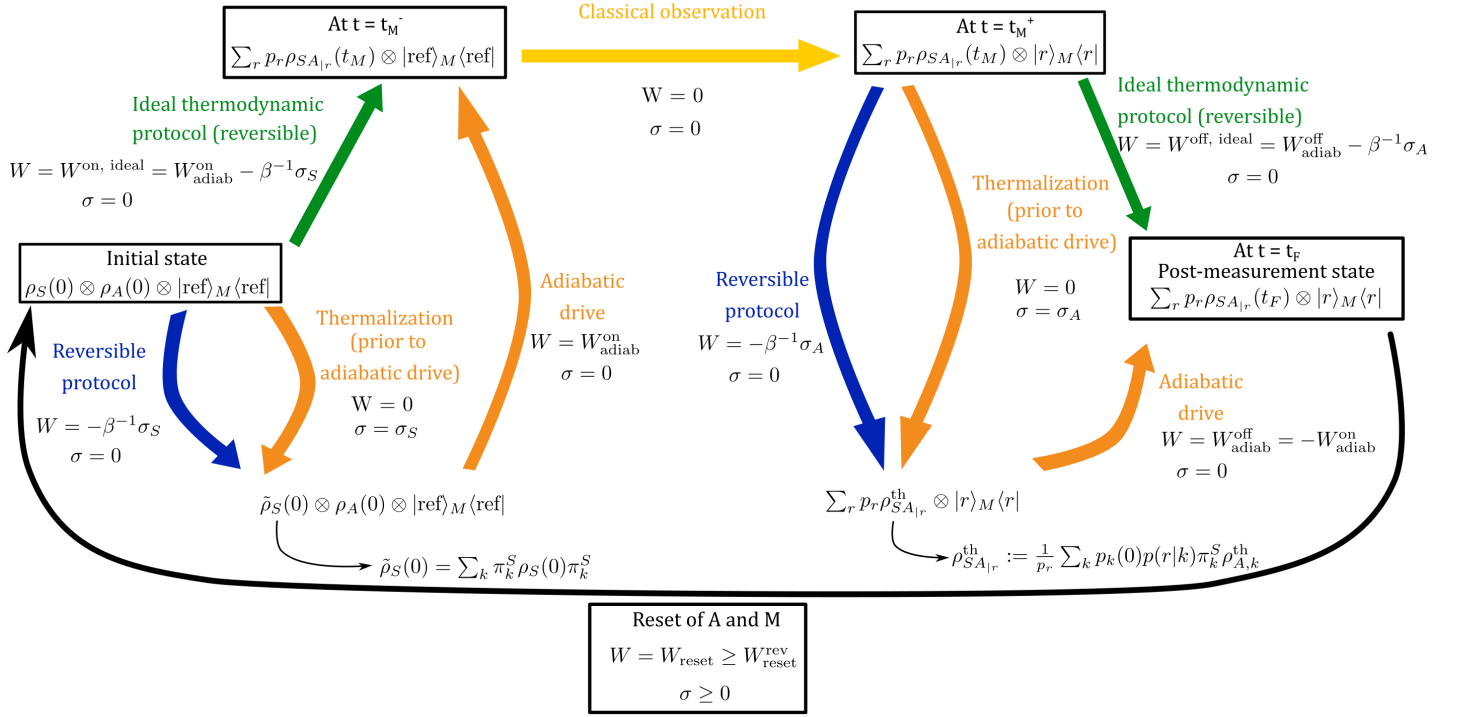 Classical observation
At t = t_M^-
∑_r p_r ρ_{SA|r}(t_M) ⊗ |ref⟩_M⟨ref|
W = 0
σ = 0
At t = t_M^+
∑_r p_r ρ_{SA|r}(t_M) ⊗ |r⟩_M⟨r|
Ideal thermodynamic
protocol (reversible)
W = W^{on, ideal} = W^{on}_{adiab} − β^{−1}σ_S
σ = 0
Ideal thermodynamic
protocol (reversible)
W = W^{off, ideal} = W^{off}_{adiab} − β^{−1}σ_A
σ = 0
Initial state
ρ_S(0) ⊗ ρ_A(0) ⊗ |ref⟩_M⟨ref|
Reversible
protocol
W = −β^{−1}σ_S
σ = 0
Thermalization
(prior to
adiabatic drive)
W = 0
σ = σ_S
Adiabatic
drive
W = W^{on}_{adiab}
σ = 0
Reversible
protocol
W = −β^{−1}σ_A
σ = 0
Thermalization
(prior to
adiabatic drive)
W = 0
σ = σ_A
At t = t_F
Post-measurement state
∑_r p_r ρ_{SA|r}(t_F) ⊗ |r⟩_M⟨r|
Adiabatic
drive
W = W^{off}_{adiab} = −W^{on}_{adiab}
σ = 0
ρ̃_S(0) ⊗ ρ_A(0) ⊗ |ref⟩_M⟨ref|
ρ̃_S(0) = ∑_k π_k^S ρ_S(0) π_k^S
∑_r p_r ρ^{th}_{SA|r} ⊗ |r⟩_M⟨r|
ρ^{th}_{SA|r} := \frac{1}{p_r} ∑_k p_k(0) p(r|k) π_k^S ρ^{th}_{A,k}
Reset of A and M
W = W_{reset} ≥ W^{rev}_{reset}
σ ≥ 0